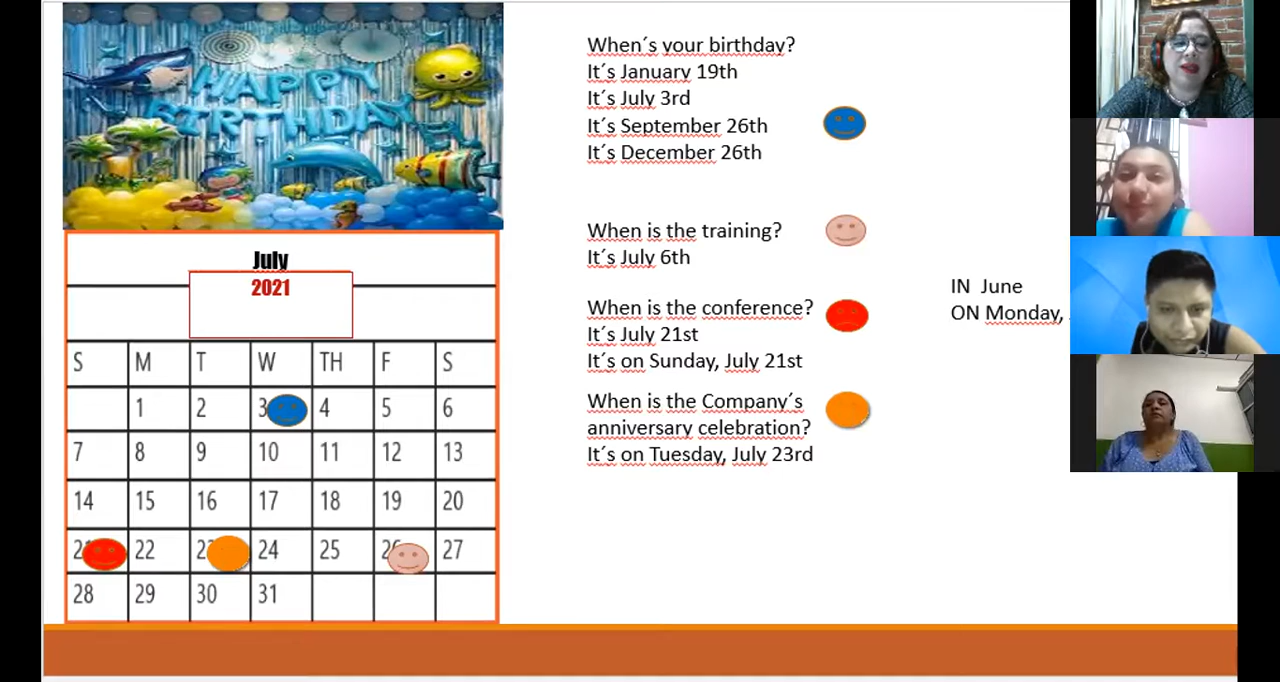 HAPPY
BIRTHDAY
July
2021
S M T W TH F S
1 2 3 4 5 6
7 8 9 10 11 12 13
14 15 16 17 18 19 20
22 24 25 27
28 29 30 31
When´s your birthday?
It´s January 19th
It´s July 3rd
It´s September 26th
It´s December 26th
When is the training?
It´s July 6th
When is the conference?
It´s July 21st
It´s on Sunday, July 21st
When is the Company´s
anniversary celebration?
It´s on Tuesday, July 23rd
IN June
ON Monday,